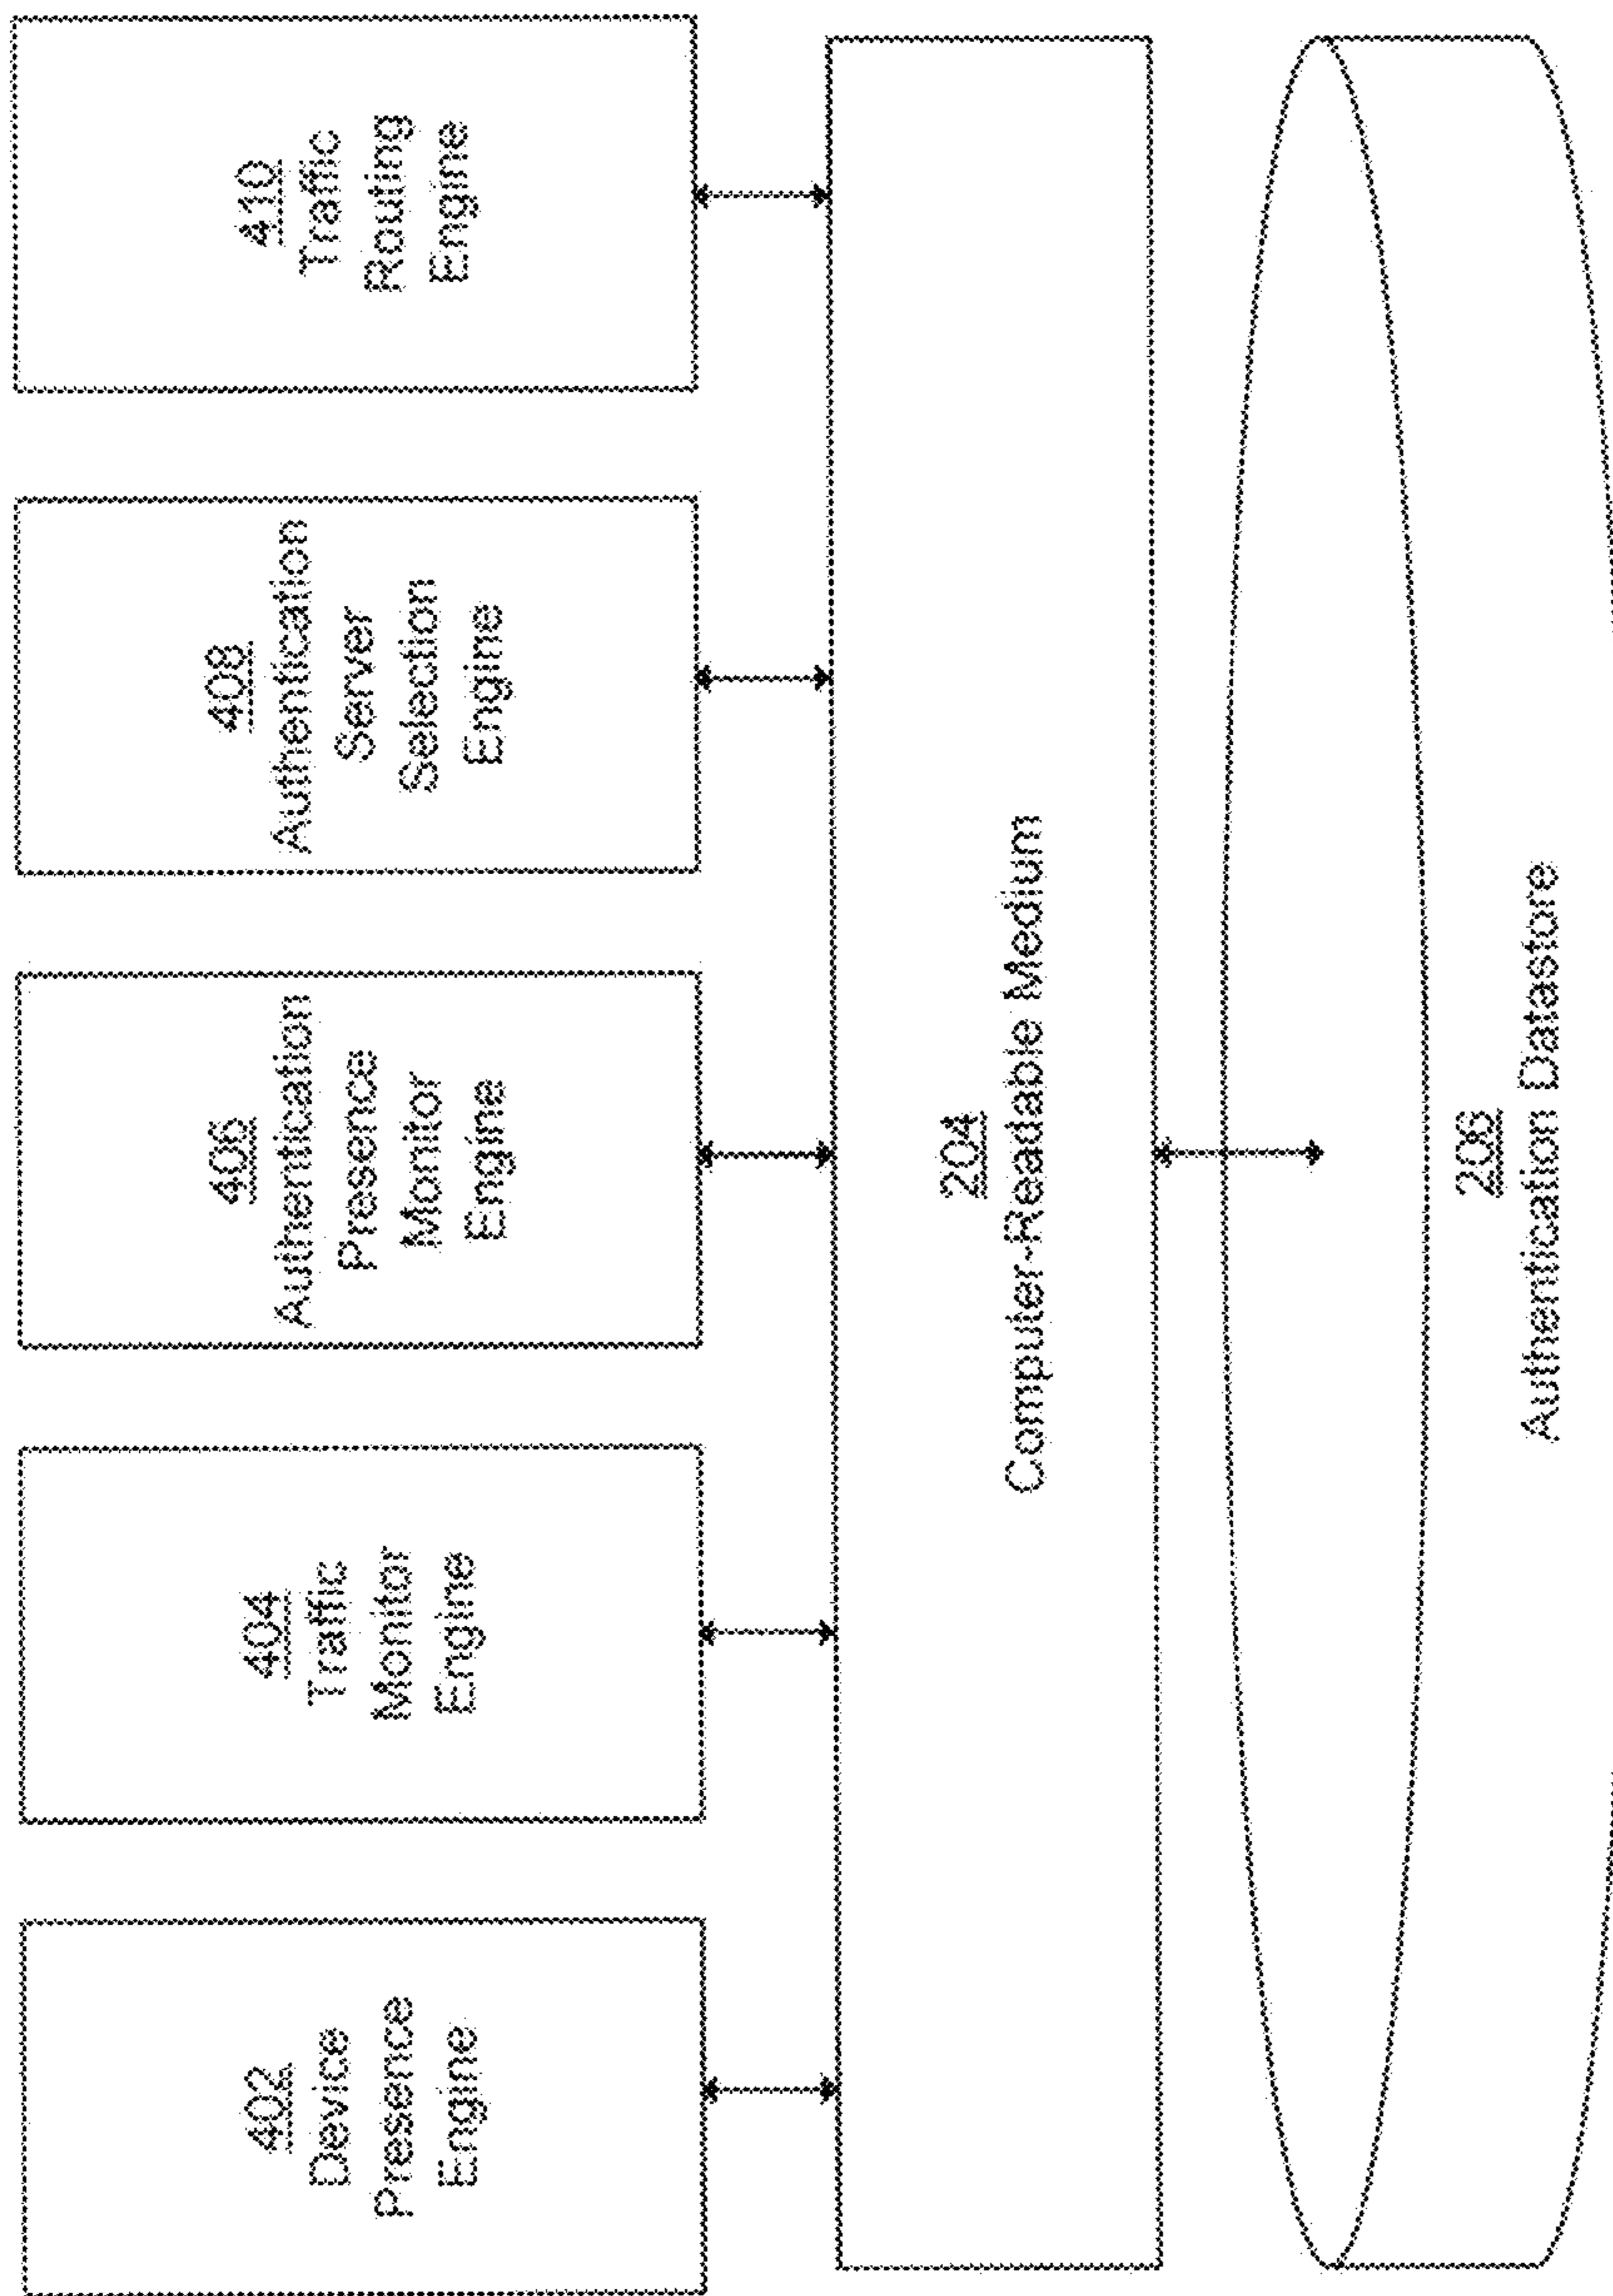 402
Device
Presence
Engine
404
Traffic
Monitor
Engine
406
Authentication
Presence
Monitor
Engine
408
Authentication
Server
Selection
Engine
410
Traffic
Routing
Engine
204
Computer-Readable Medium
206
Authentication Datastore